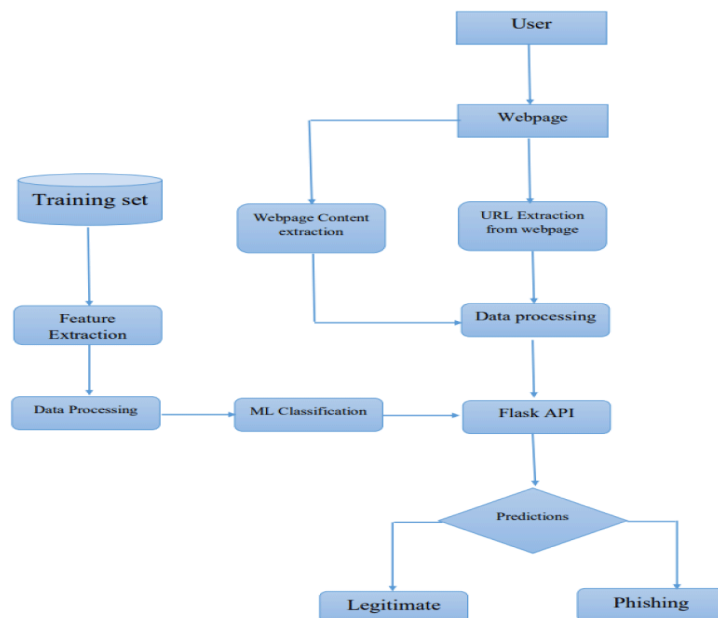 User
Webpage
Training set
Webpage Content
extraction
URL Extraction
from webpage
Feature
Extraction
Data processing
Data Processing
ML Classification
Flask API
Predictions
Legitimate
Phishing